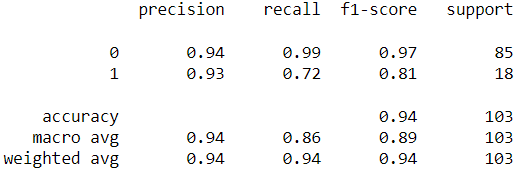 precision recall f1-score support
0 0.94 0.99 0.97 85
1 0.93 0.72 0.81 18
accuracy 0.94 103
macro avg 0.94 0.86 0.89 103
weighted avg 0.94 0.94 0.94 103